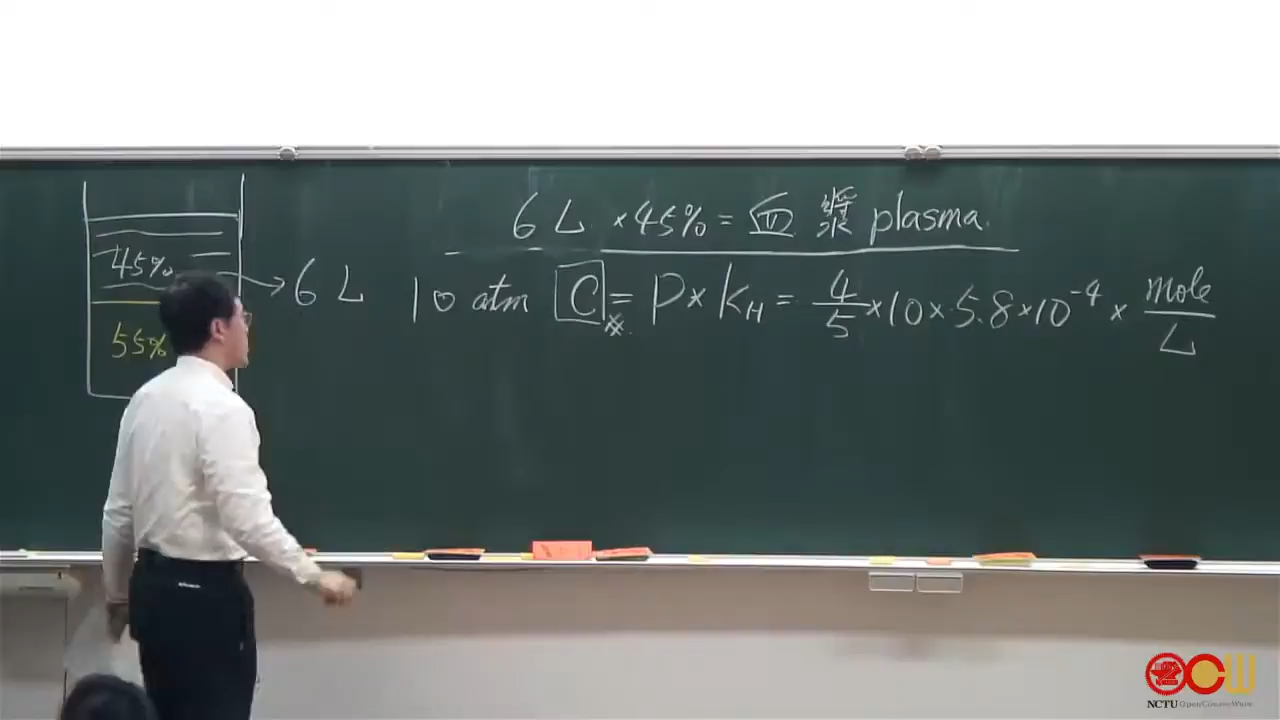 6 L × 45% = 血漿 plasma.
45% → 6 L
55%
10 atm C = P × KH = 4/5 × 10 × 5.8 × 10⁻⁴ × mole/L
*
NCTU OpenCourseWare